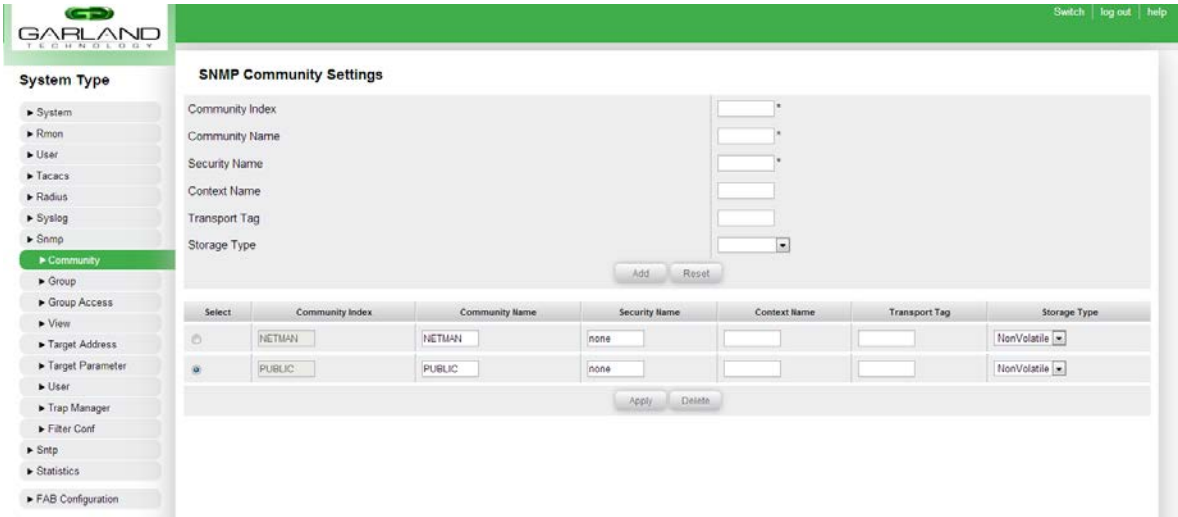 Switch log out help
GARLAND
TECHNOLOGY
System Type
System
Rmon
User
Tacacs
Radius
Syslog
Snmp
Community
Group
Group Access
View
Target Address
Target Parameter
User
Trap Manager
Filter Conf
Sntp
Statistics
FAB Configuration
SNMP Community Settings
Community Index *
Community Name *
Security Name *
Context Name
Transport Tag
Storage Type
Add Reset
Select Community Index Community Name Security Name Context Name Transport Tag Storage Type
NETMAN NETMAN none NonVolatile
PUBLIC PUBLIC none NonVolatile
Apply Delete